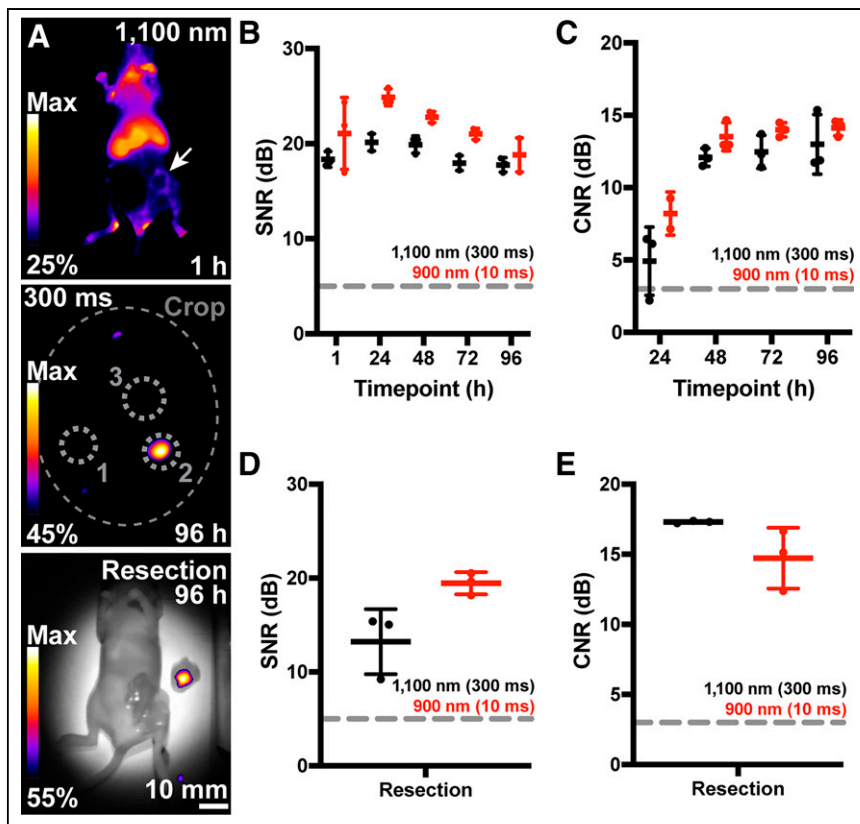 A
1,100 nm
Max
25%
1 h
300 ms
Crop
Max
3
1
2
45%
96 h
Resection
96 h
Max
55%
10 mm
B
30
20
10
0
SNR (dB)
1,100 nm (300 ms)
900 nm (10 ms)
1 24 48 72 96
Timepoint (h)
C
20
15
10
5
0
CNR (dB)
1,100 nm (300 ms)
900 nm (10 ms)
24 48 72 96
Timepoint (h)
D
30
20
10
0
SNR (dB)
1,100 nm (300 ms)
900 nm (10 ms)
Resection
E
20
15
10
5
0
CNR (dB)
1,100 nm (300 ms)
900 nm (10 ms)
Resection